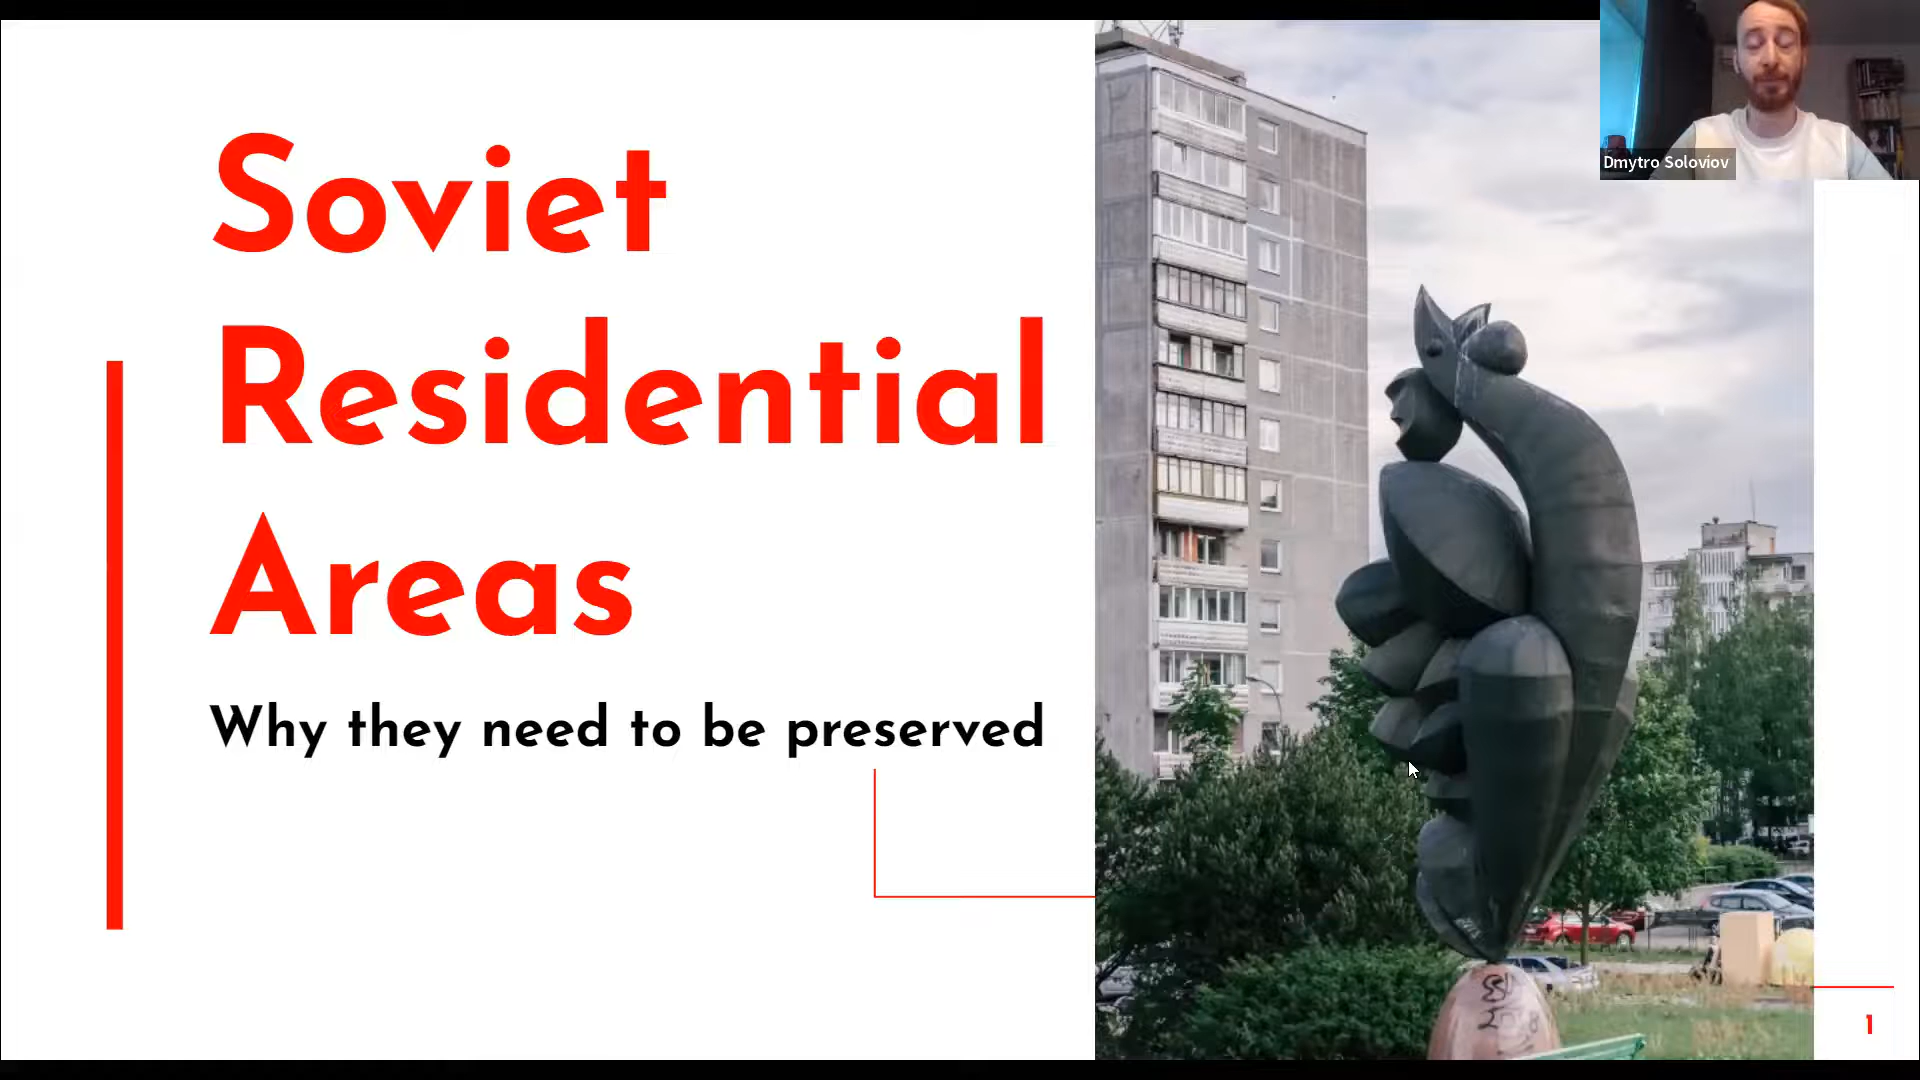 Soviet
Residential
Areas
Why they need to be preserved
Dmytro Soloviov
1